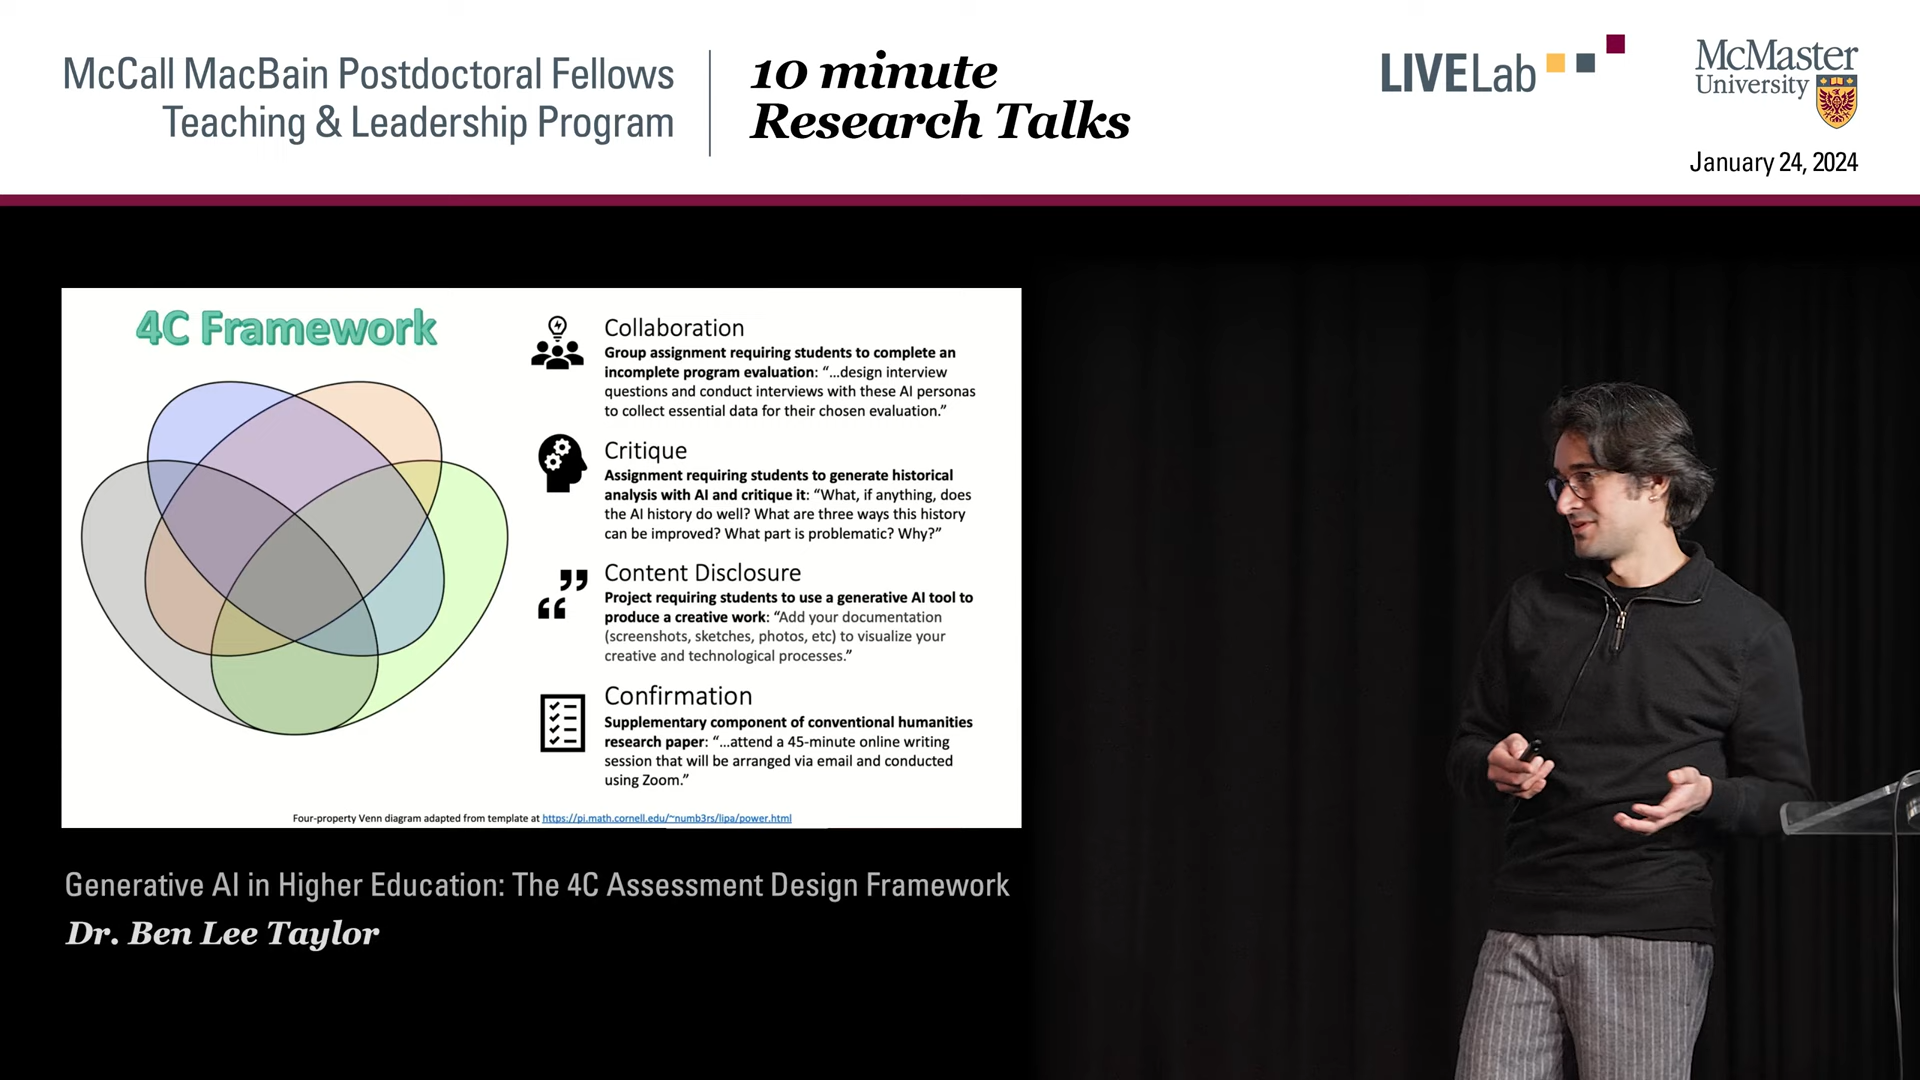 McCall MacBain Postdoctoral Fellows
Teaching & Leadership Program
10 minute
Research Talks
LIVELab
McMaster
University
January 24, 2024
4C Framework
Collaboration
Group assignment requiring students to complete an
incomplete program evaluation: “...design interview
questions and conduct interviews with these AI personas
to collect essential data for their chosen evaluation.”
Critique
Assignment requiring students to generate historical
analysis with AI and critique it: “What, if anything, does
the AI history do well? What are three ways this history
can be improved? What part is problematic? Why?”
Content Disclosure
Project requiring students to use a generative AI tool to
produce a creative work: “Add your documentation
(screenshots, sketches, photos, etc) to visualize your
creative and technological processes.”
Confirmation
Supplementary component of conventional humanities
research paper: “...attend a 45-minute online writing
session that will be arranged via email and conducted
using Zoom.”
Four-property Venn diagram adapted from template at https://pi.math.cornell.edu/~numb3rs/lipa/power.html
Generative AI in Higher Education: The 4C Assessment Design Framework
Dr. Ben Lee Taylor